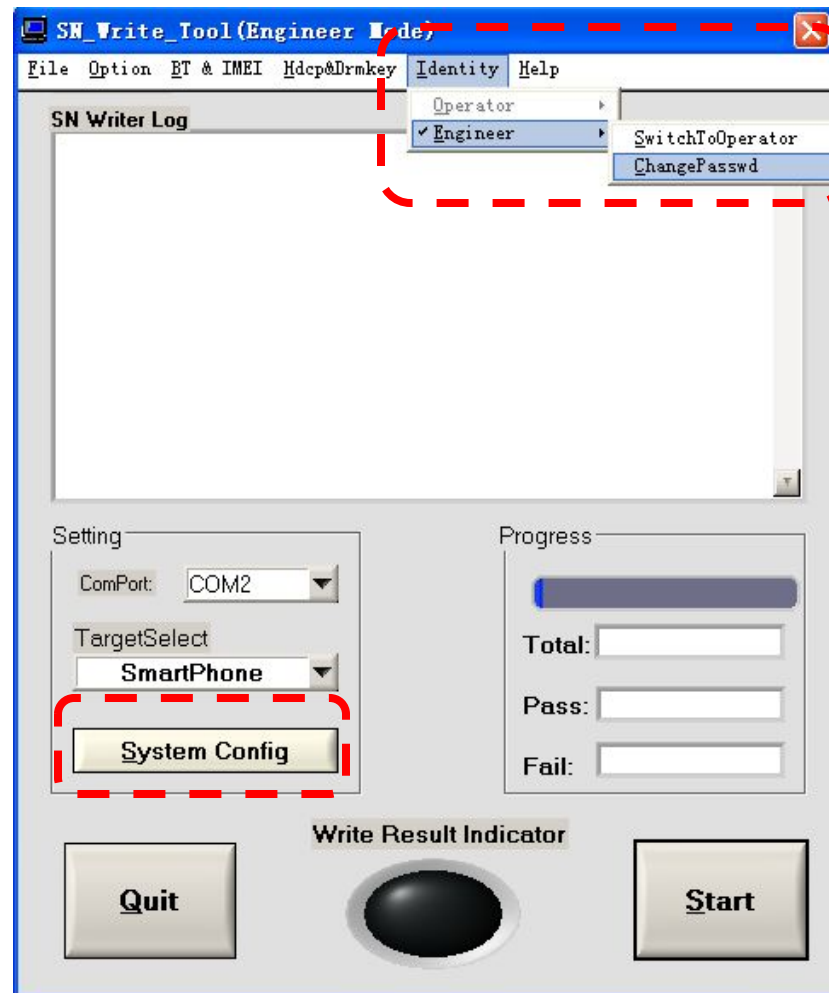 SN_Write_Tool(Engineer Mode)
File Option BT & IMEI Hdcp&Drmkey Identity Help
Operator
SN Writer Log
✓ Engineer
SwitchToOperator
ChangePasswd
Setting
Progress
ComPort: COM2
TargetSelect
SmartPhone
Total:
Pass:
System Config
Fail:
Write Result Indicator
Quit
Start